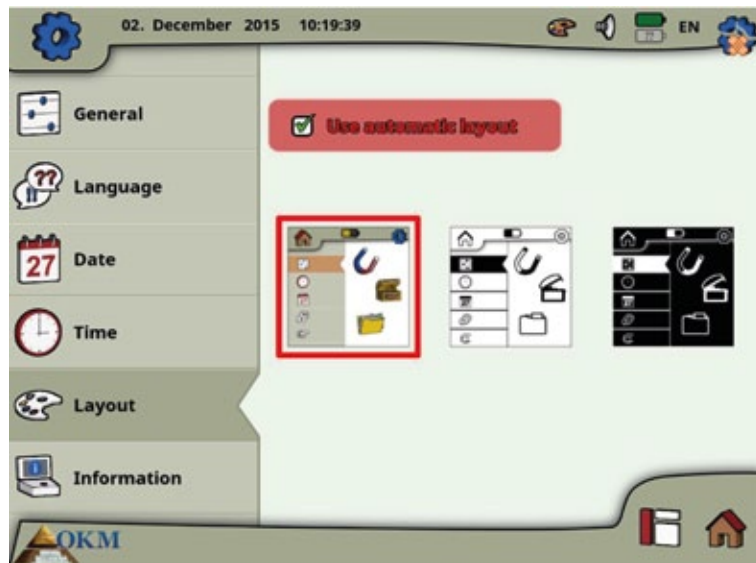 02. December 2015 10:19:39
EN
General
Use automatic layout
Language
27
Date
Time
Layout
Information
OKM